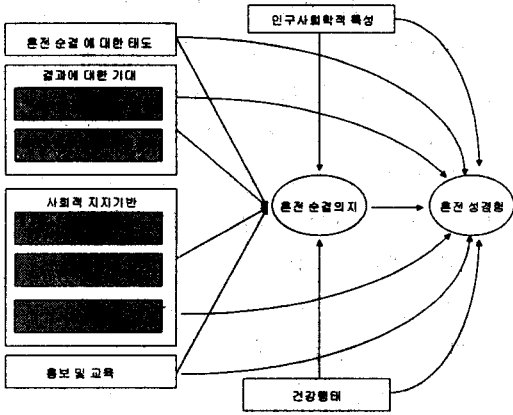 인구사회학적 특성
혼전 순결 에 대한 태도
결과에 대한 기대
사회적 지지기반
혼전 순결의지
혼전 성경험
홍보 및 교육
건강행태